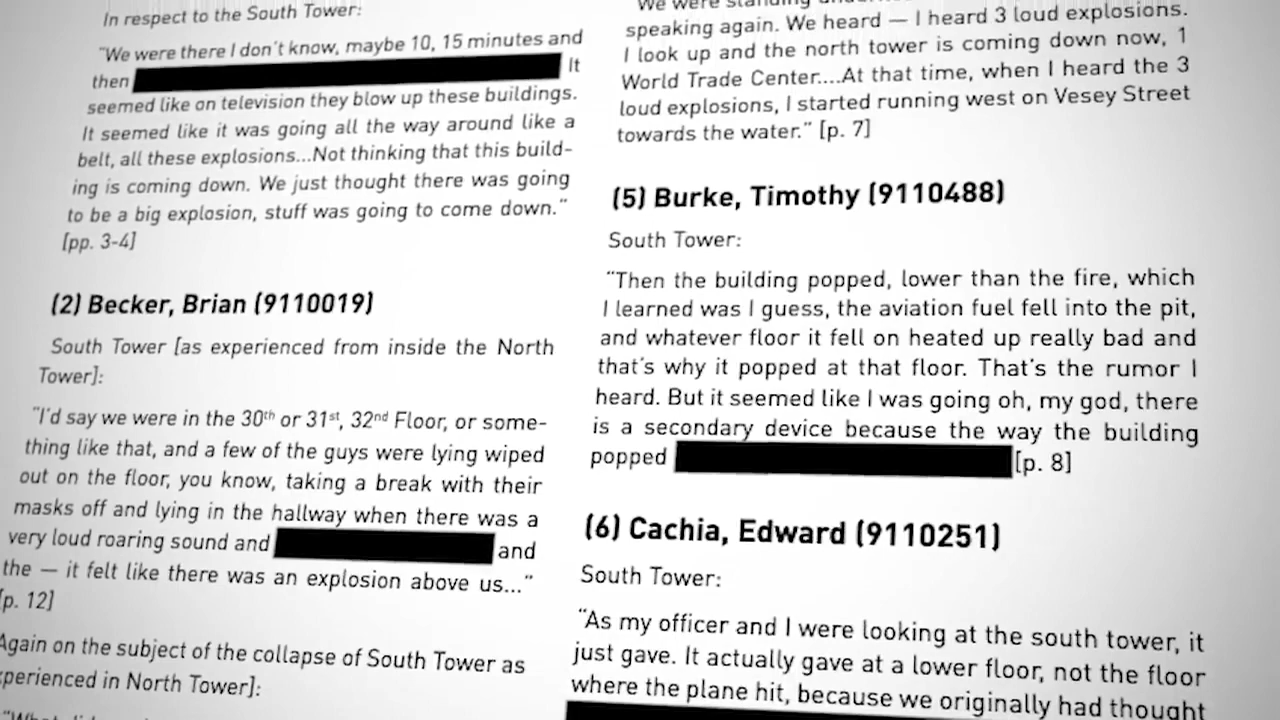 In respect to the South Tower:
"We were there I don't know, maybe 10, 15 minutes and
then It
seemed like on television they blow up these buildings.
It seemed like it was going all the way around like a
belt, all these explosions...Not thinking that this build-
ing is coming down. We just thought there was going
to be a big explosion, stuff was going to come down."
[pp. 3-4]
(2) Becker, Brian (9110019)
South Tower [as experienced from inside the North
Tower]:
"I'd say we were in the 30th or 31st, 32nd Floor, or some-
thing like that, and a few of the guys were lying wiped
out on the floor, you know, taking a break with their
masks off and lying in the hallway when there was a
very loud roaring sound and and
the — it felt like there was an explosion above us..."
[p. 12]
Again on the subject of the collapse of South Tower as
perienced in North Tower]:
We were standing
speaking again. We heard — I heard 3 loud explosions.
I look up and the north tower is coming down now, 1
World Trade Center....At that time, when I heard the 3
loud explosions, I started running west on Vesey Street
towards the water." [p. 7]
(5) Burke, Timothy (9110488)
South Tower:
"Then the building popped, lower than the fire, which
I learned was I guess, the aviation fuel fell into the pit,
and whatever floor it fell on heated up really bad and
that's why it popped at that floor. That's the rumor I
heard. But it seemed like I was going oh, my god, there
is a secondary device because the way the building
popped [p. 8]
(6) Cachia, Edward (9110251)
South Tower:
"As my officer and I were looking at the south tower, it
just gave. It actually gave at a lower floor, not the floor
where the plane hit, because we originally had thought